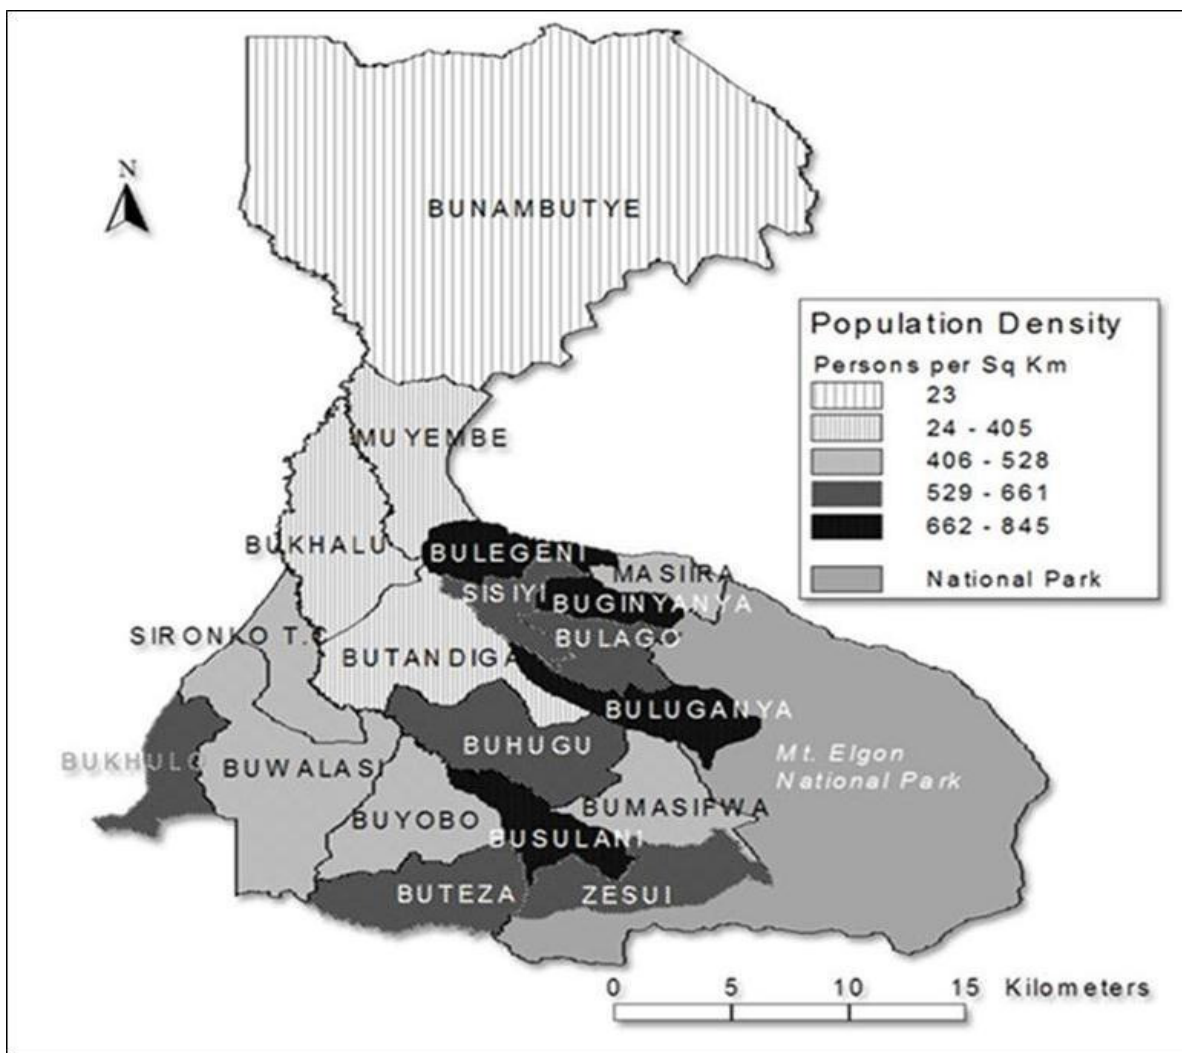 N
BUNAMBUTYE
Population Density
Persons per Sq Km
23
24 - 405
406 - 528
529 - 661
662 - 845
National Park
MUYEMBE
BUKHALU
BULEGENI
MASIIRA
SISIYI
BUGINYANYA
SIRONKO T.C
BULAGO
BUTANDIGA
BULUGANYA
BUHUGU
Mt. Elgon
National Park
BUKHULO
BUWALASI
BUMASIFWA
BUYOBO
BUSULANI
BUTEZA
ZESUI
0 5 10 15 Kilometers